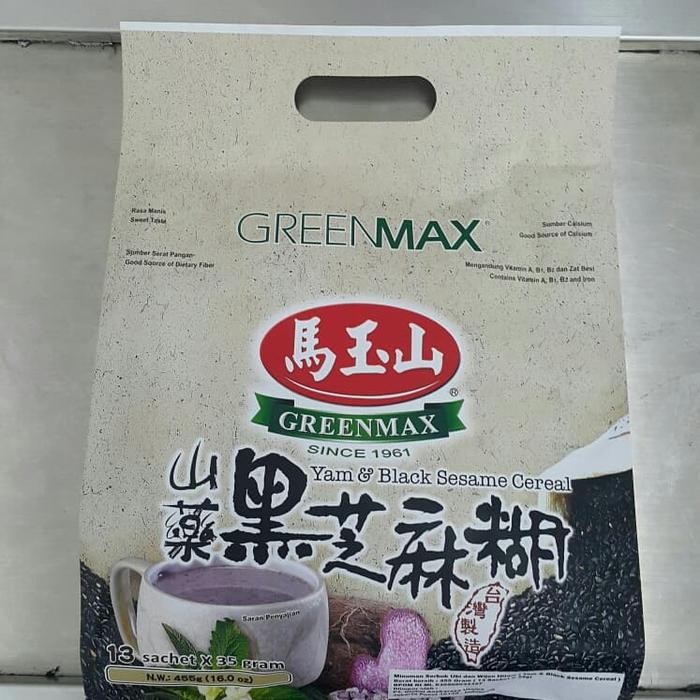 GREENMAX
Rasa Manis
Sweet Taste
Sumber Calsium
Good Source of Calsium
Sumber Serat Pangan
Good Source of Dietary Fiber
Mengandung Vitamin A, B1, B2 dan Zat Besi
Contains Vitamin A, B1, B2 and Iron
馬玉山
®
GREENMAX
SINCE 1961
Yam & Black Sesame Cereal
山藥
黑芝麻糊
台灣製造
Saran Penyajian
13 sachet X 35 gram
N.W.: 455g (16.0 oz)